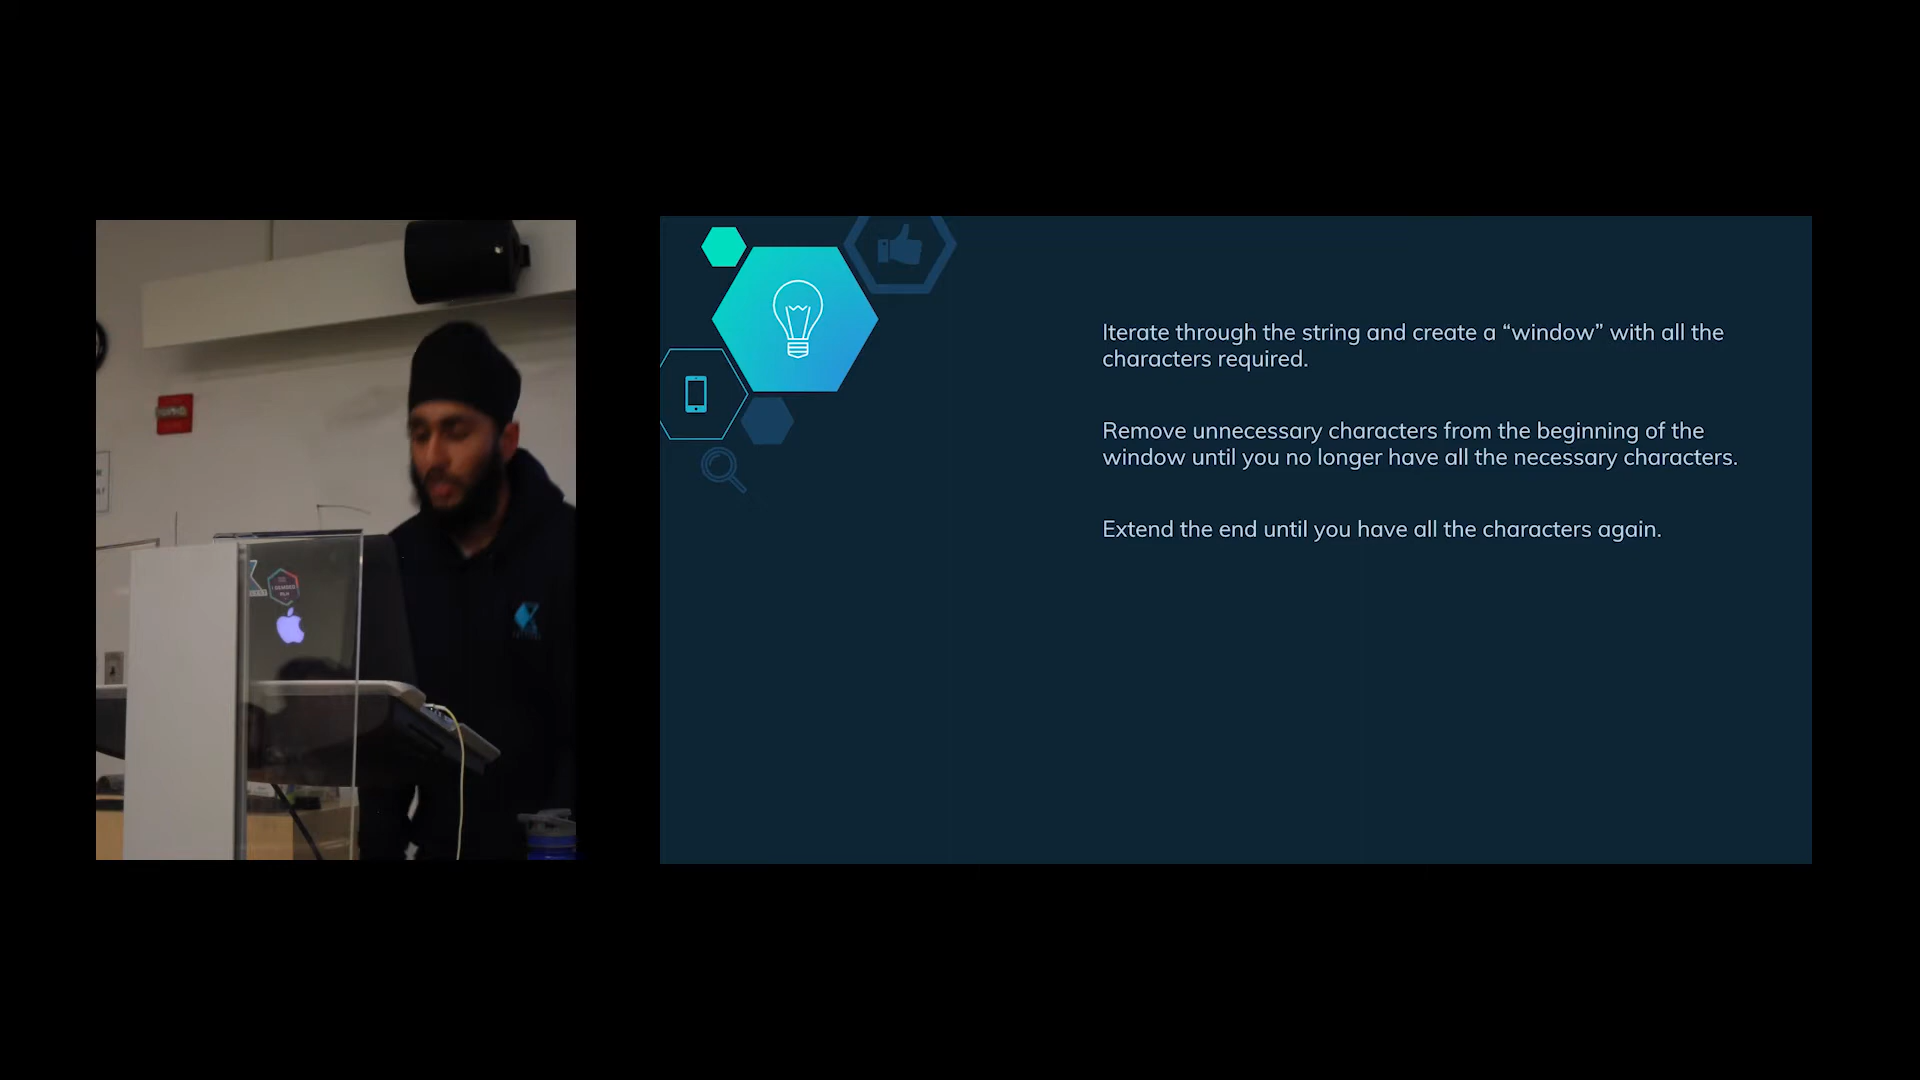 Iterate through the string and create a “window” with all the
characters required.
Remove unnecessary characters from the beginning of the
window until you no longer have all the necessary characters.
Extend the end until you have all the characters again.